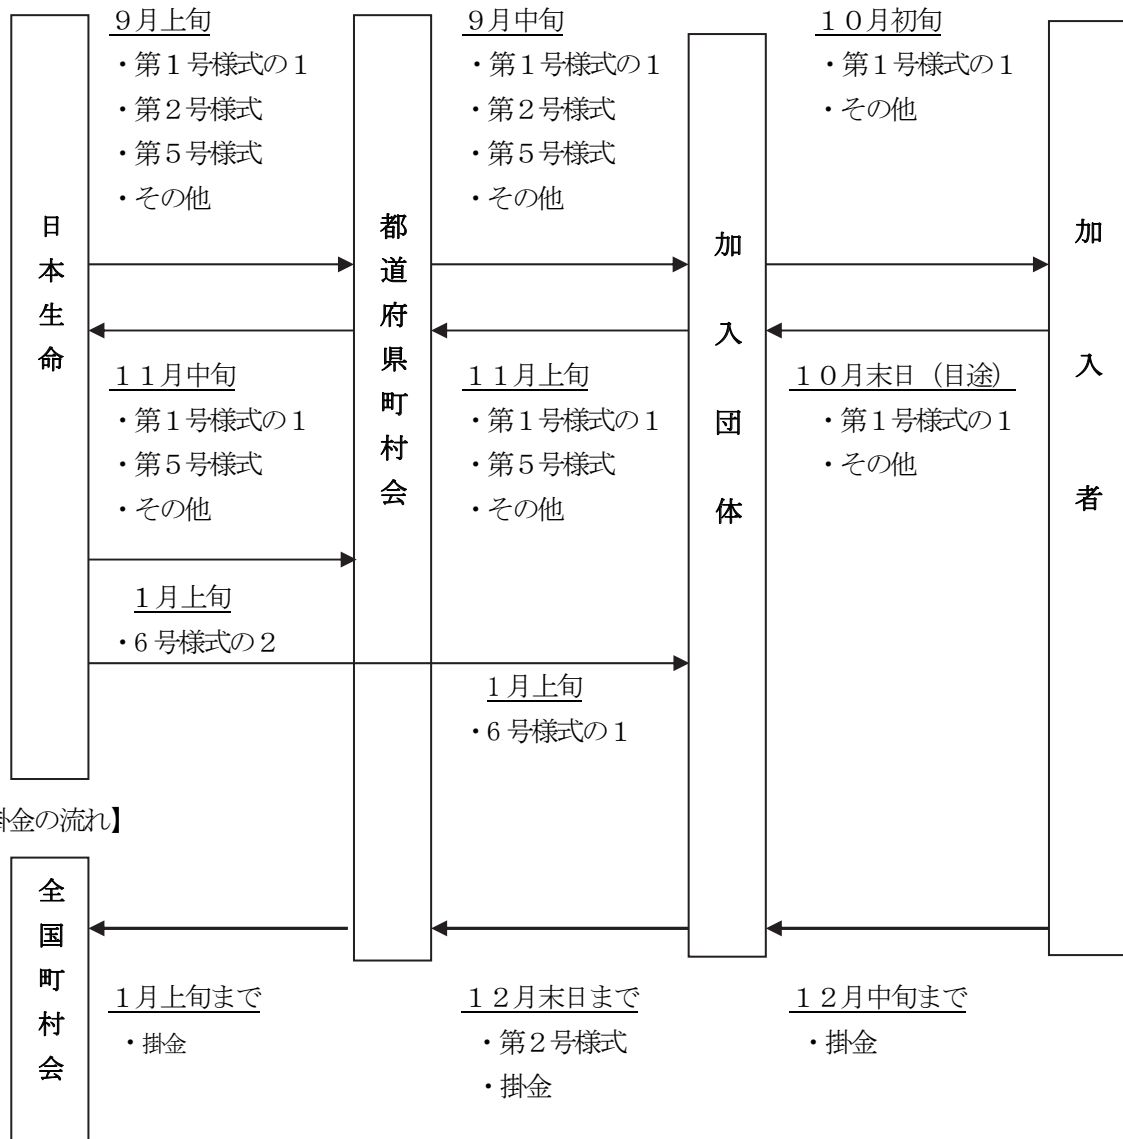 ９月上旬
・第１号様式の１
・第２号様式
・第５号様式
・その他
９月中旬
・第１号様式の１
・第２号様式
・第５号様式
・その他
１０月初旬
・第１号様式の１
・その他
日本生命
都道府県町村会
加入団体
加入者
１１月中旬
・第１号様式の１
・第５号様式
・その他
１１月上旬
・第１号様式の１
・第５号様式
・その他
１０月末日（目途）
・第１号様式の１
・その他
１月上旬
・6 号様式の２
１月上旬
・6 号様式の１
掛金の流れ】
全国町村会
１月上旬まで
・掛金
１２月末日まで
・第２号様式
・掛金
１２月中旬まで
・掛金